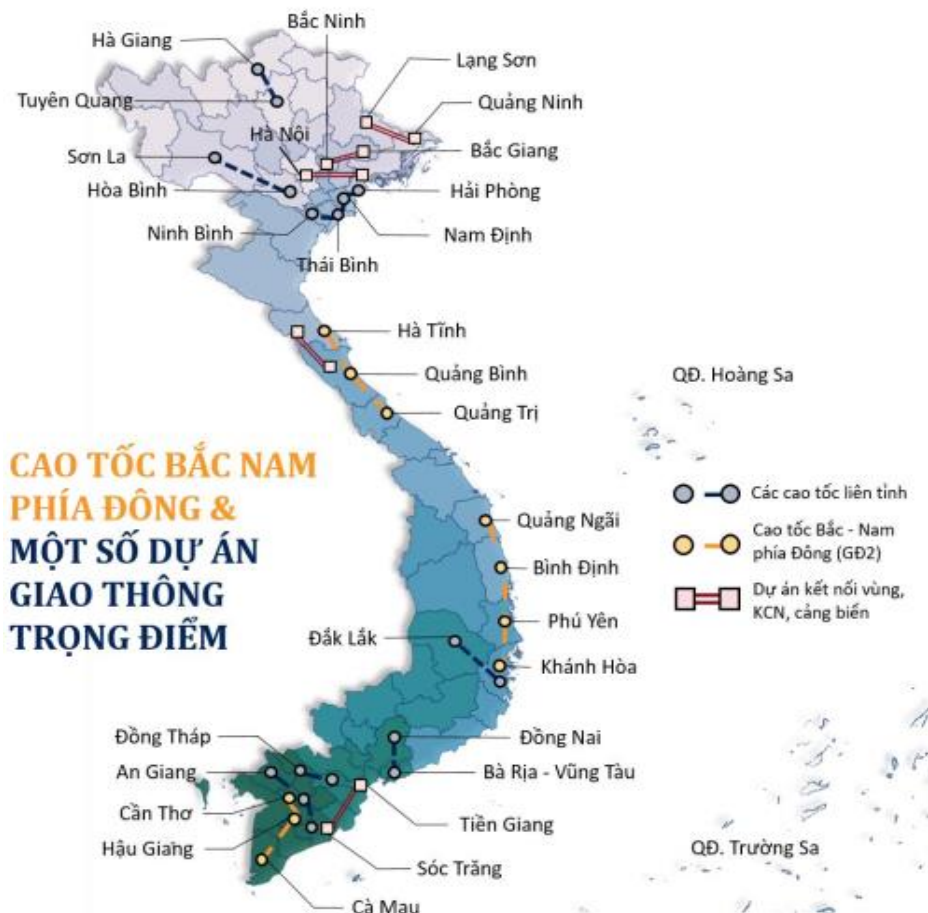 Bắc Ninh
Hà Giang
Lạng Sơn
Tuyên Quang
Quảng Ninh
Hà Nội
Bắc Giang
Sơn La
Hải Phòng
Hòa Bình
Ninh Bình
Nam Định
Thái Bình
Hà Tĩnh
Quảng Bình
QĐ. Hoàng Sa
Quảng Trị
CAO TỐC BẮC NAM
PHÍA ĐÔNG &
MỘT SỐ DỰ ÁN
GIAO THÔNG
TRỌNG ĐIỂM
Các cao tốc liên tỉnh
Cao tốc Bắc - Nam
phía Đông (GĐ2)
Dự án kết nối vùng,
KCN, cảng biển
Quảng Ngãi
Bình Định
Phú Yên
Đắk Lắk
Khánh Hòa
Đồng Tháp
Đồng Nai
An Giang
Bà Rịa - Vũng Tàu
Cần Thơ
Tiền Giang
Hậu Giang
QĐ. Trường Sa
Sóc Trăng
Cà Mau